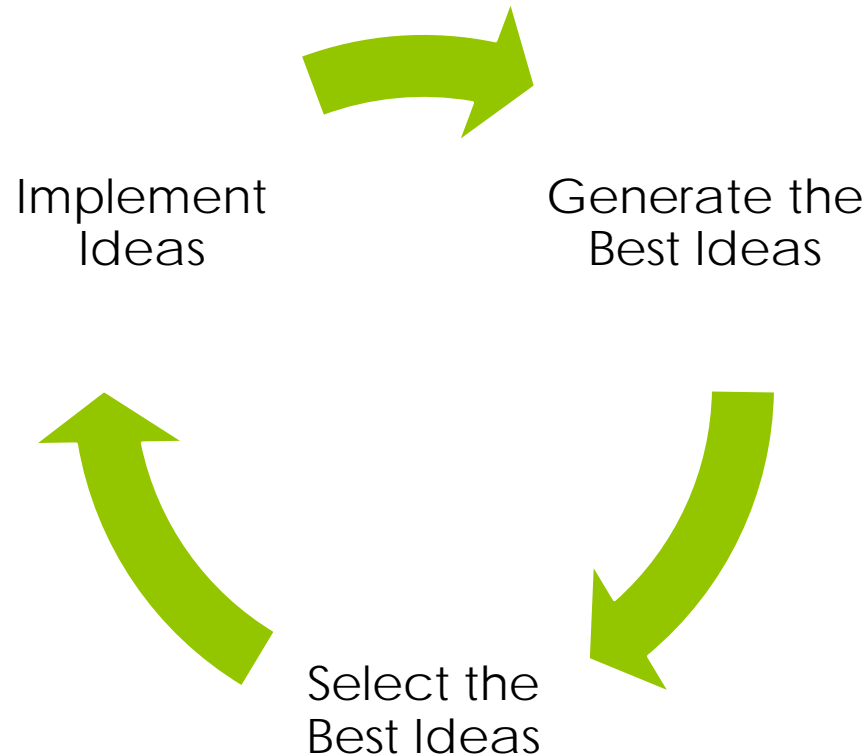 Implement
Ideas
Generate the
Best Ideas
Select the
Best Ideas